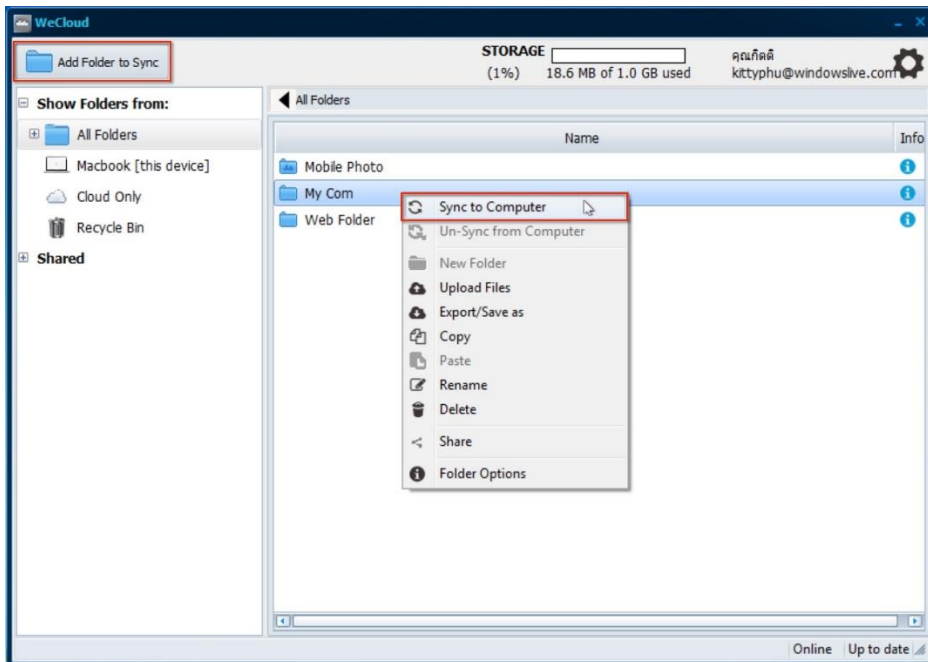 WeCloud
Add Folder to Sync
STORAGE
(1%) 18.6 MB of 1.0 GB used
คุณกิตติ
kittyphu@windowslive.com
Show Folders from:
All Folders
Macbook [this device]
Cloud Only
Recycle Bin
Shared
All Folders
Name Info
Mobile Photo
My Com
Web Folder
Sync to Computer
Un-Sync from Computer
New Folder
Upload Files
Export/Save as
Copy
Paste
Rename
Delete
Share
Folder Options
Online Up to date